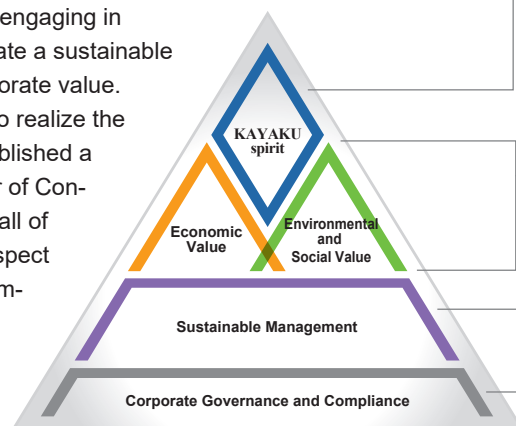 engaging in
ate a sustainable
orate value.
o realize the
ablished a
r of Con-
all of
spect
m-
KAYAKU
spirit
Economic
Value
Environmental
and
Social Value
Sustainable Management
Corporate Governance and Compliance